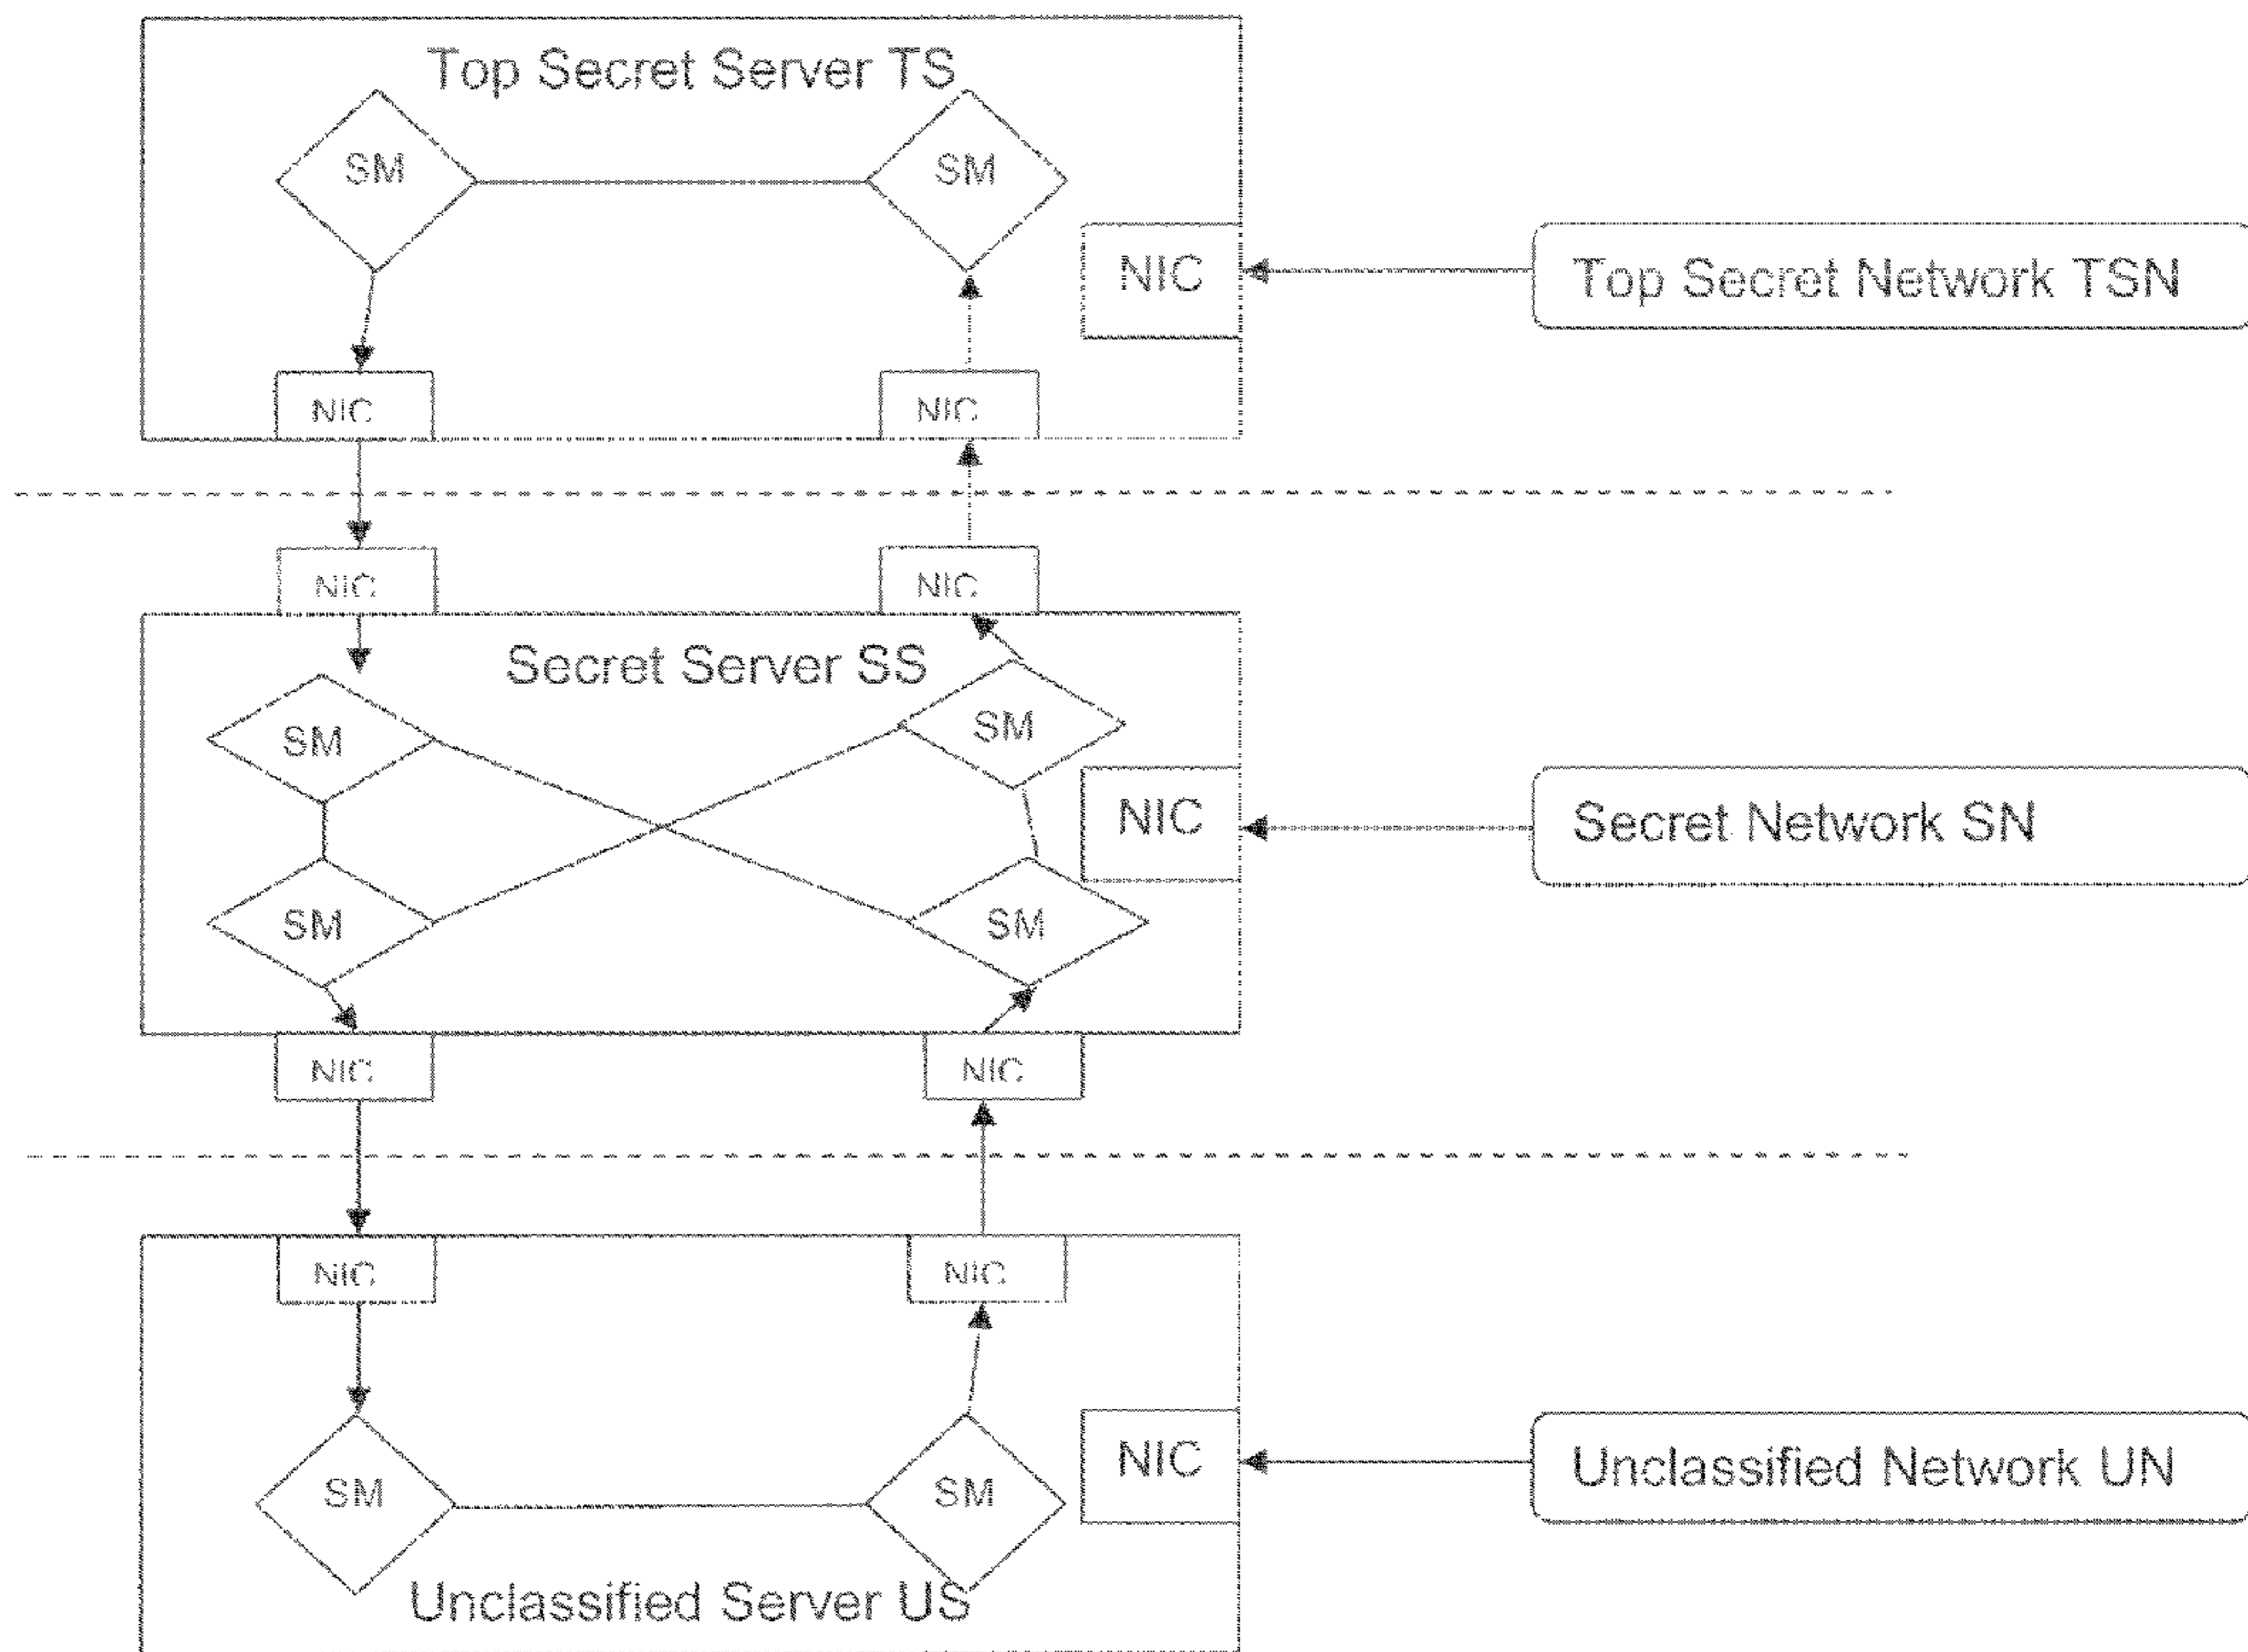 Top Secret Server TS
SM
SM
NIC
Top Secret Network TSN
NIC
NIC
NIC
NIC
Secret Server SS
SM
SM
NIC
Secret Network SN
SM
SM
NIC
NIC
NIC
NIC
NIC
Unclassified Network UN
SM
SM
Unclassified Server US